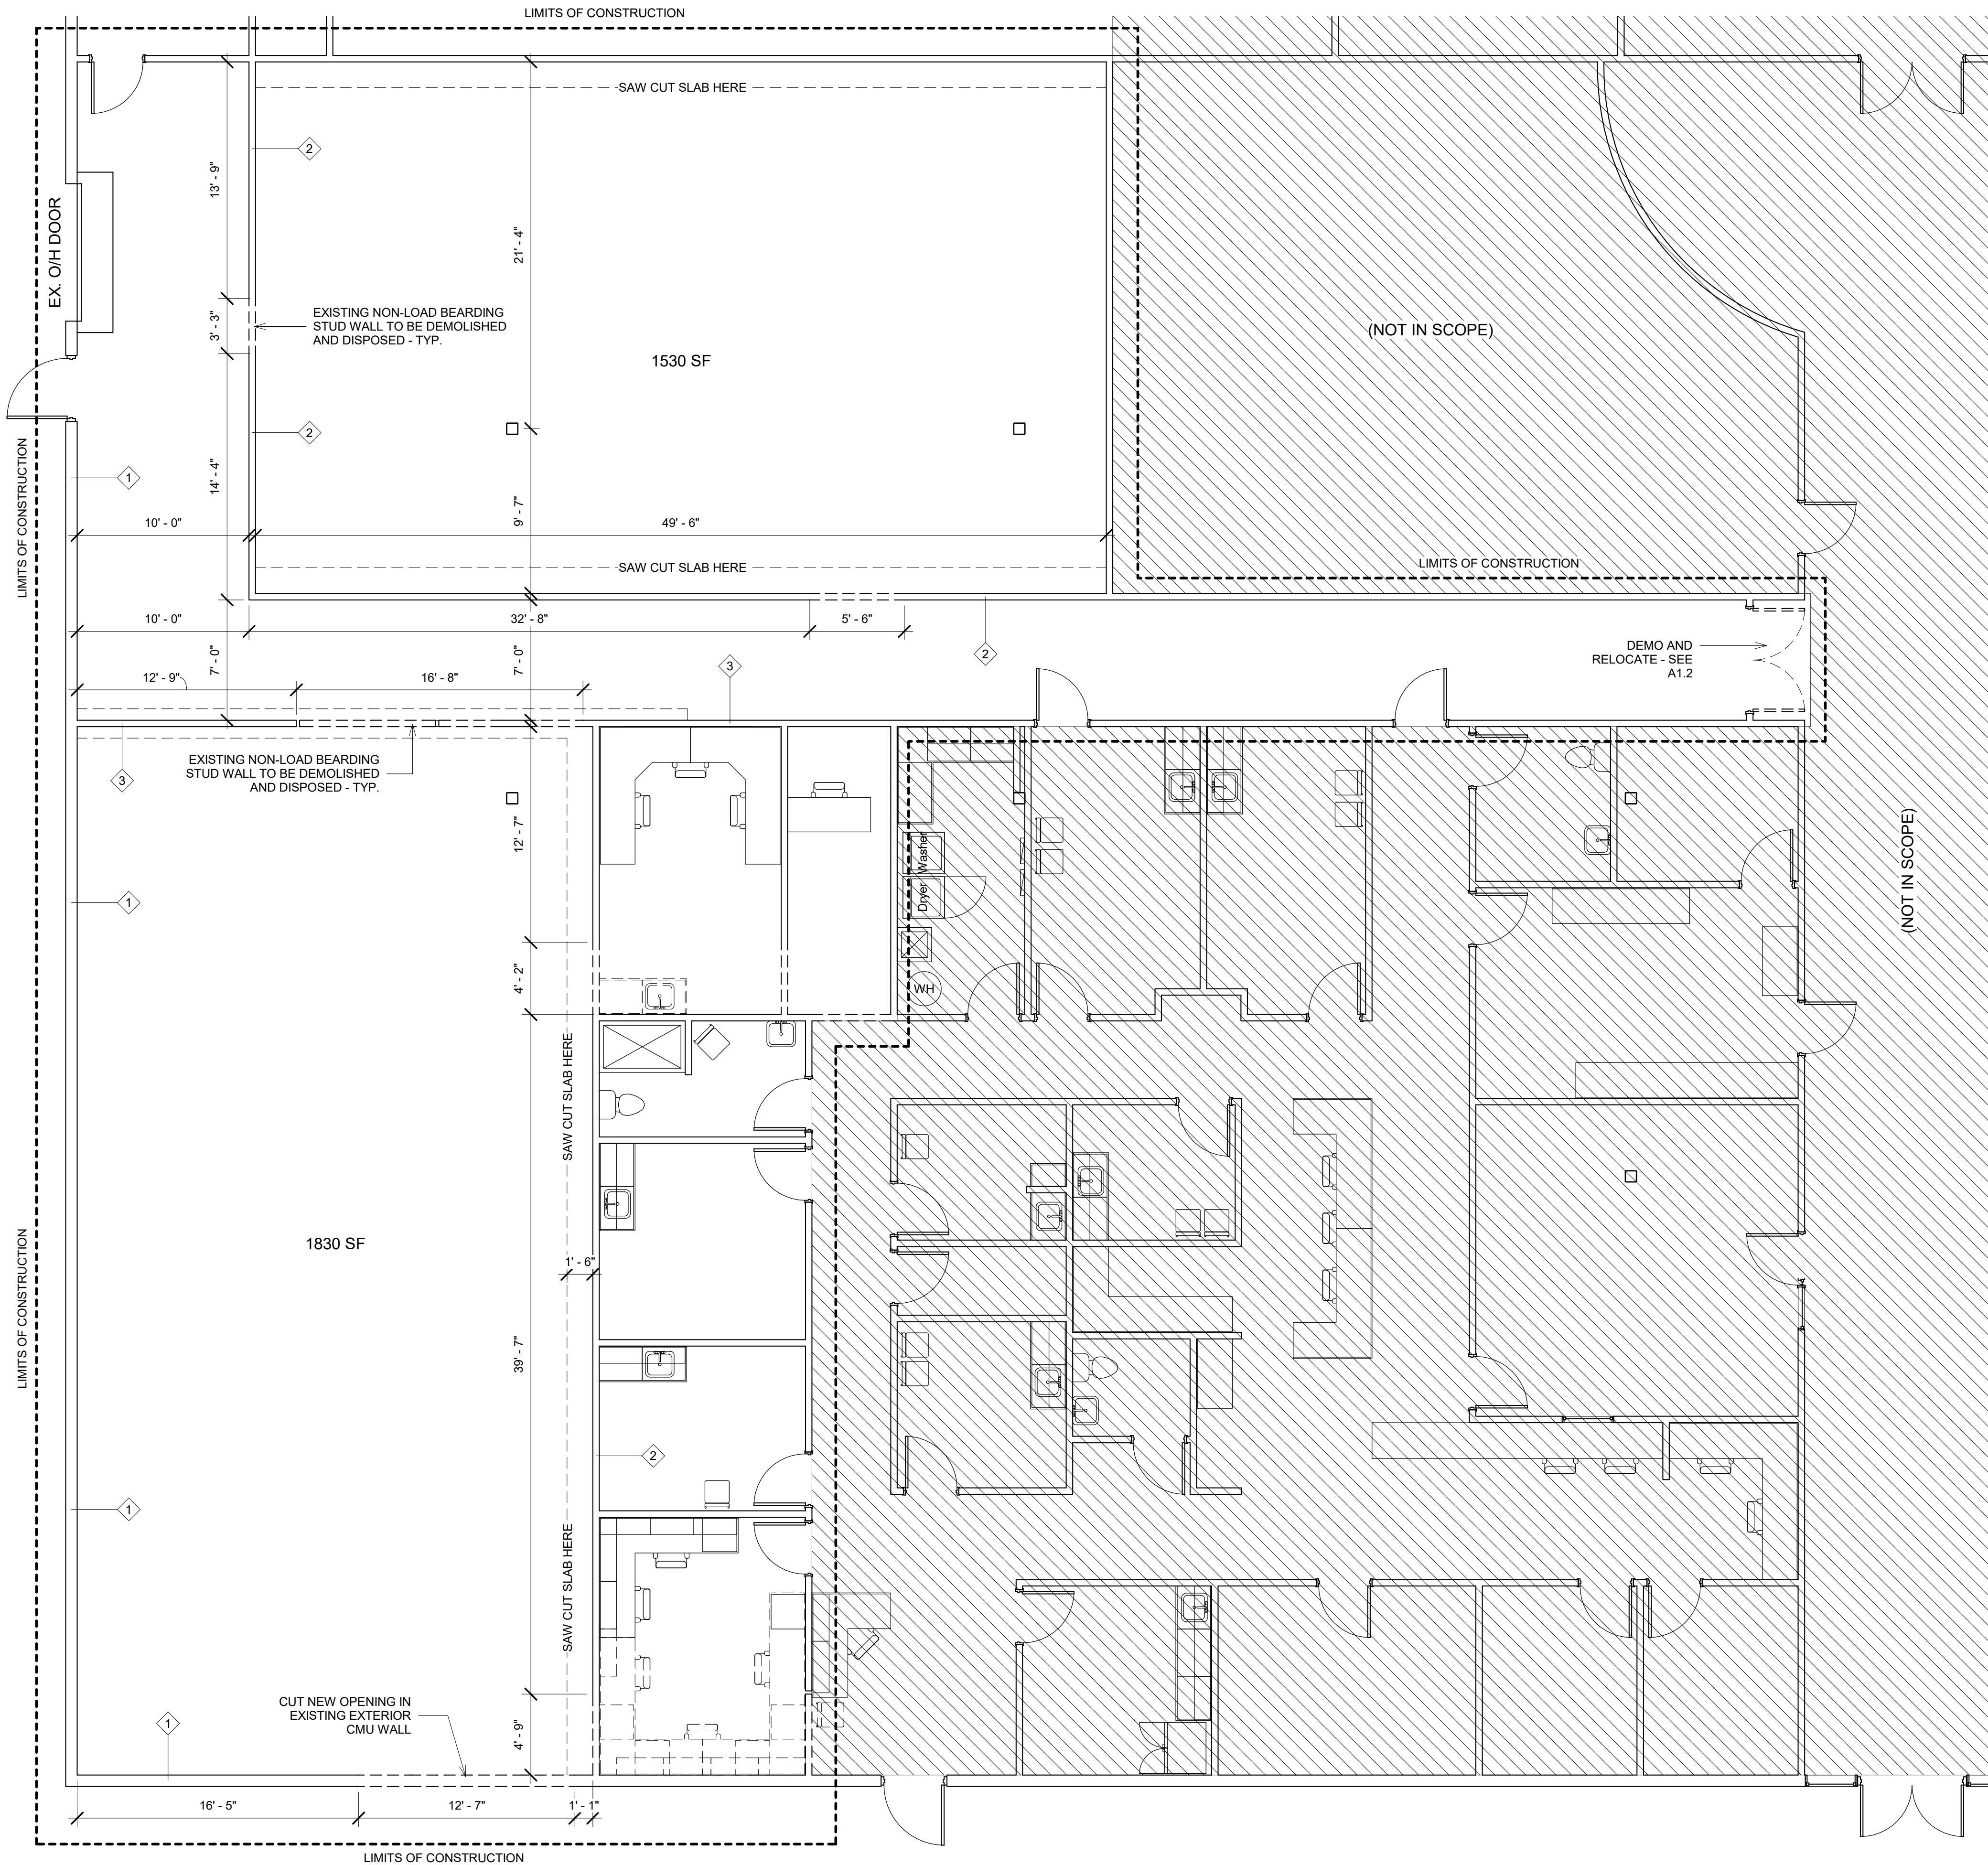 LIMITS OF CONSTRUCTION
SAW CUT SLAB HERE
2
13' - 9"
EX. O/H DOOR
21' - 4"
3' - 3"
EXISTING NON-LOAD BEARDING
STUD WALL TO BE DEMOLISHED
AND DISPOSED - TYP.
(NOT IN SCOPE)
1530 SF
2
LIMITS OF CONSTRUCTION
1
14' - 4"
9' - 7"
10' - 0"
49' - 6"
SAW CUT SLAB HERE
LIMITS OF CONSTRUCTION
10' - 0"
32' - 8"
5' - 6"
7' - 0"
7' - 0"
2
DEMO AND
RELOCATE - SEE
A1.2
12' - 9"
16' - 8"
3
3
EXISTING NON-LOAD BEARDING
STUD WALL TO BE DEMOLISHED
AND DISPOSED - TYP.
12' - 7"
Washer
Dryer
(NOT IN SCOPE)
1
4' - 2"
WH
SAW CUT SLAB HERE
1830 SF
1' - 6"
LIMITS OF CONSTRUCTION
39' - 7"
2
1
SAW CUT SLAB HERE
CUT NEW OPENING IN
EXISTING EXTERIOR
CMU WALL
1
4' - 9"
16' - 5"
12' - 7"
1' - 1"
LIMITS OF CONSTRUCTION